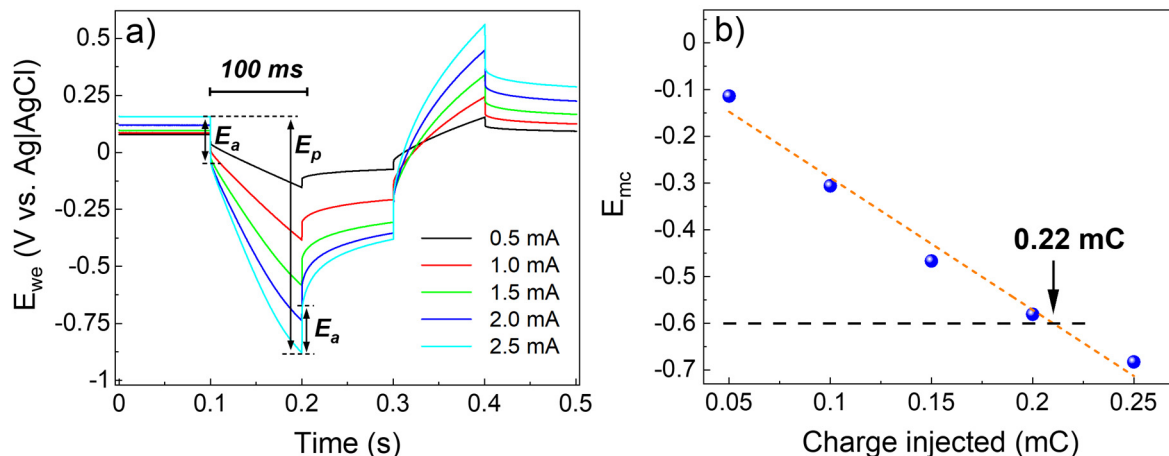 a)
100 ms
E_a
E_p
E_a
0.5 mA
1.0 mA
1.5 mA
2.0 mA
2.5 mA
0.5
0.25
0
-0.25
-0.5
-0.75
-1
E_we (V vs. Ag|AgCl)
0 0.1 0.2 0.3 0.4 0.5
Time (s)
b)
0.22 mC
0
-0.1
-0.2
-0.3
-0.4
-0.5
-0.6
-0.7
E_mc
0.05 0.1 0.15 0.2 0.25
Charge injected (mC)